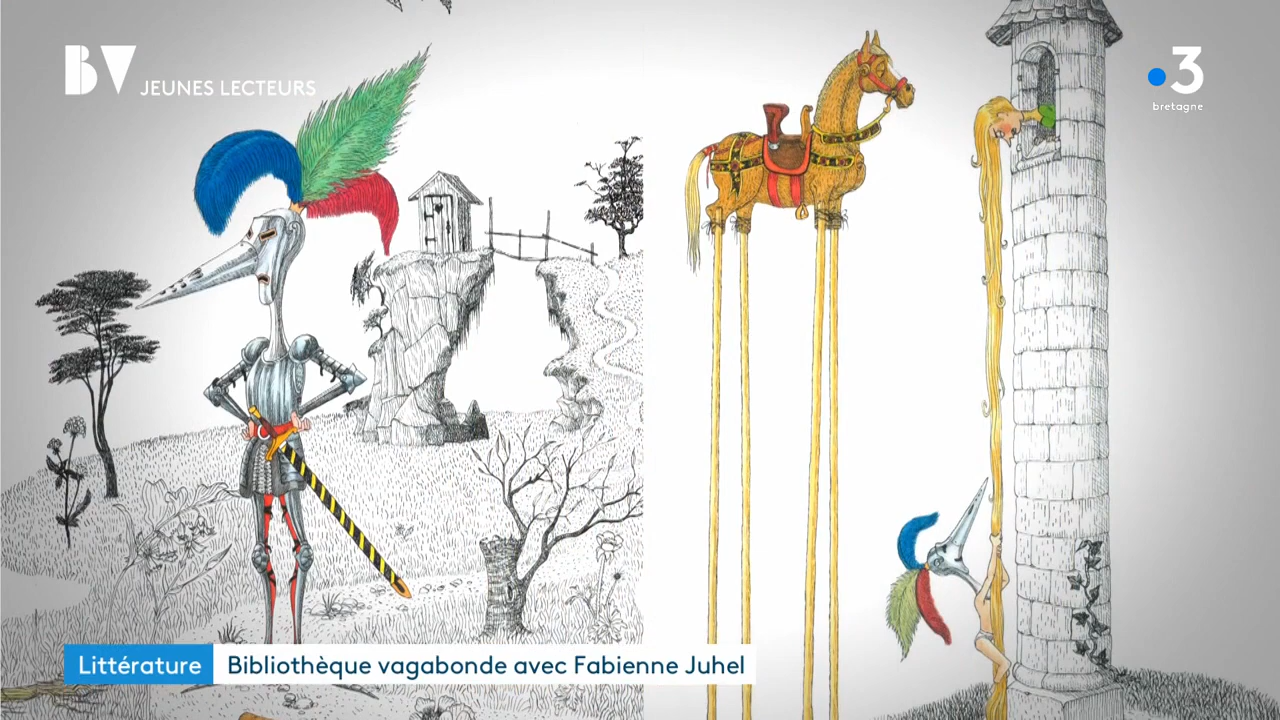 BV JEUNES LECTEURS
3
bretagne
Littérature
Bibliothèque vagabonde avec Fabienne Juhel